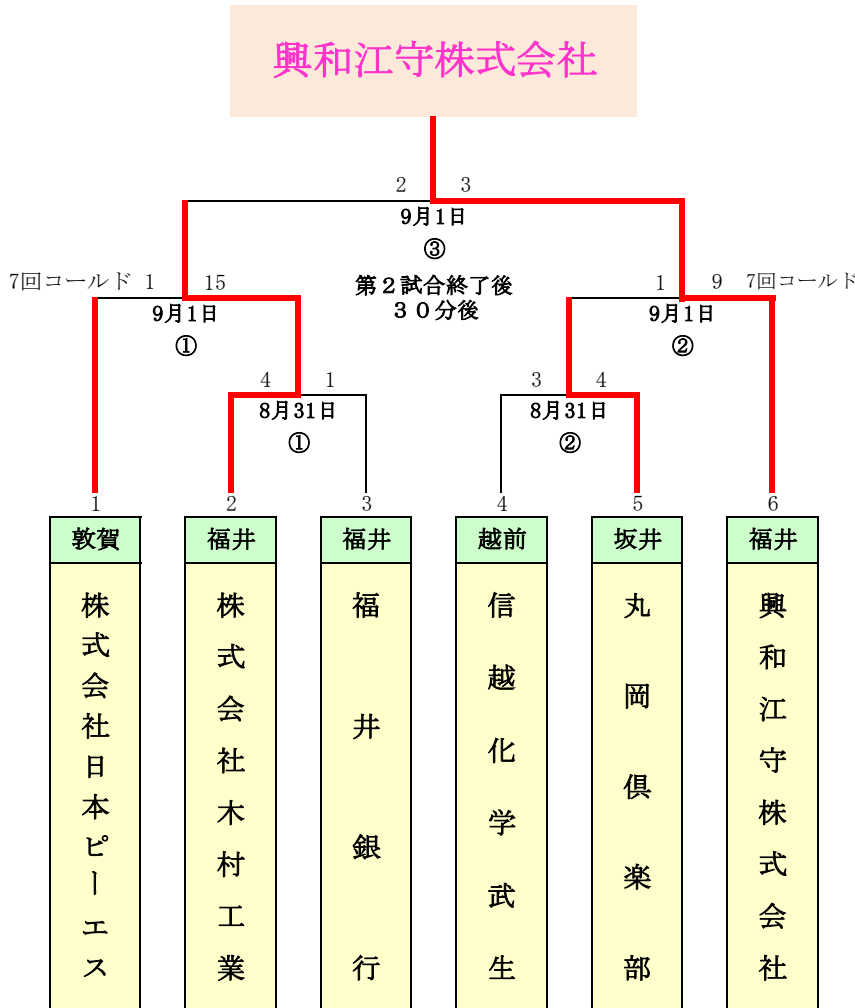 興和江守株式会社
2 3
9月1日
③
7回コールド 1 15
第２試合終了後
３０分後
1 9 7回コールド
9月1日
①
9月1日
②
4 1
8月31日
①
3 4
8月31日
②
1 2 3 4 5 6
敦賀 福井 福井 越前 坂井 福井
株式会社日本ピーエス
株式会社木村工業
福井銀行
信越化学武生
丸岡倶楽部
興和江守株式会社